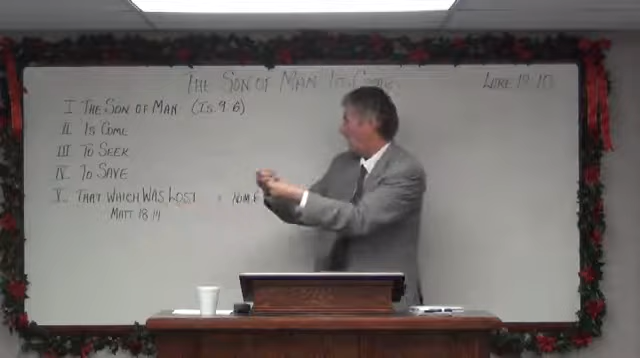 THE SON OF MAN IS COME
LUKE 19:10
I THE SON OF MAN (IS. 9:6)
II IS COME
III TO SEEK
IV TO SAVE
V THAT WHICH WAS LOST
MATT 18:14